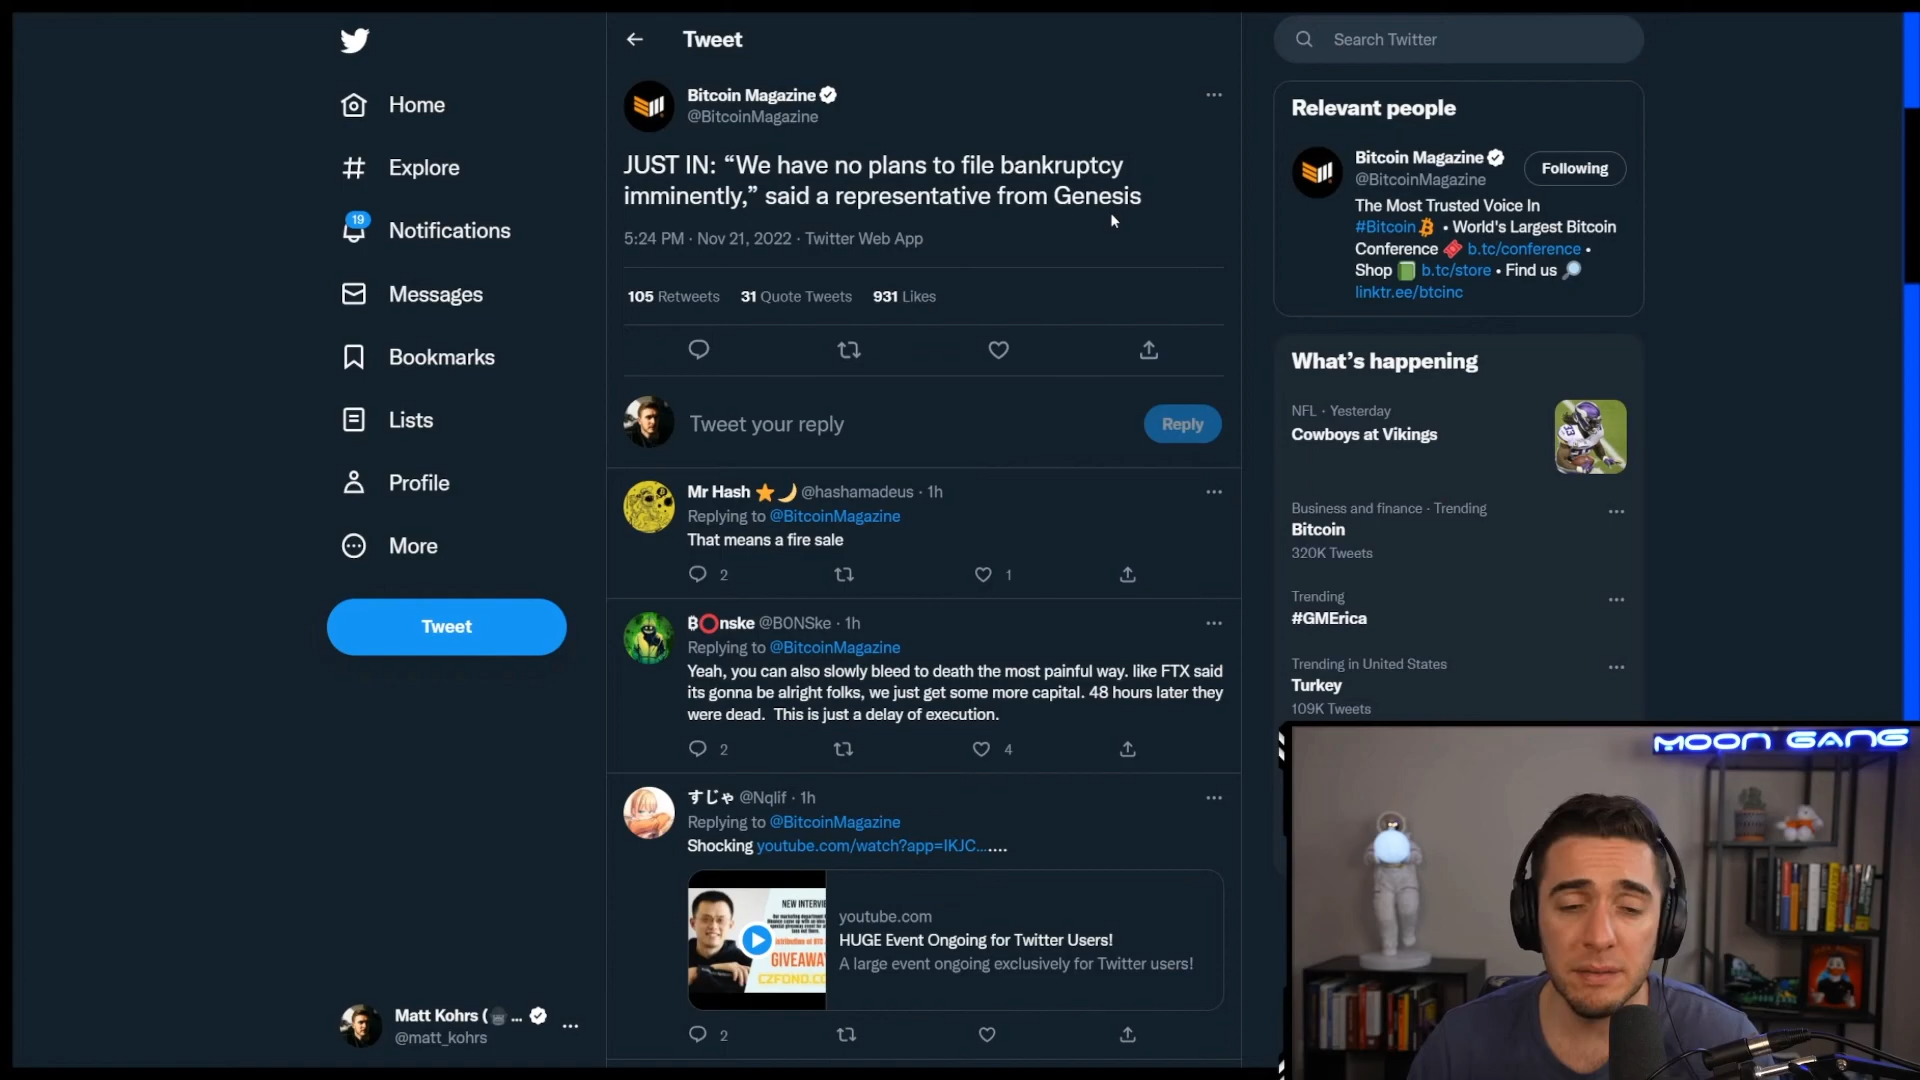 Home
Explore
19
Notifications
Messages
Bookmarks
Lists
Profile
More
Tweet
Matt Kohrs ( ...
@matt_kohrs
Tweet
Bitcoin Magazine
@BitcoinMagazine
JUST IN: “We have no plans to file bankruptcy
imminently,” said a representative from Genesis
5:24 PM · Nov 21, 2022 · Twitter Web App
105 Retweets 31 Quote Tweets 931 Likes
Tweet your reply
Reply
Mr Hash ⭐🌙 @hashamadeus · 1h
Replying to @BitcoinMagazine
That means a fire sale
2 1
₿⭕nske @B0NSke · 1h
Replying to @BitcoinMagazine
Yeah, you can also slowly bleed to death the most painful way. like FTX said
its gonna be alright folks, we just get some more capital. 48 hours later they
were dead. This is just a delay of execution.
2 4
すじゃ @Nqlif · 1h
Replying to @BitcoinMagazine
Shocking youtube.com/watch?app=IKJC…....
NEW INTERVI
GIVEAWAY
CZFOND.CO
youtube.com
HUGE Event Ongoing for Twitter Users!
A large event ongoing exclusively for Twitter users!
2
Search Twitter
Relevant people
Bitcoin Magazine
@BitcoinMagazine
Following
The Most Trusted Voice In
#Bitcoin • World's Largest Bitcoin
Conference 🎟 b.tc/conference •
Shop 📗 b.tc/store • Find us 🔎
linktr.ee/btcinc
What’s happening
NFL · Yesterday
Cowboys at Vikings
Business and finance · Trending
Bitcoin
320K Tweets
Trending
#GMErica
Trending in United States
Turkey
109K Tweets
MOON GANG